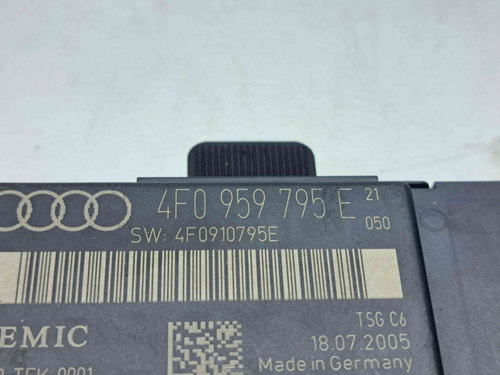 4F0 959 795 E 21
050
SW: 4F0910795E
TSG C6
EMIC
18.07.2005
Made in Germany